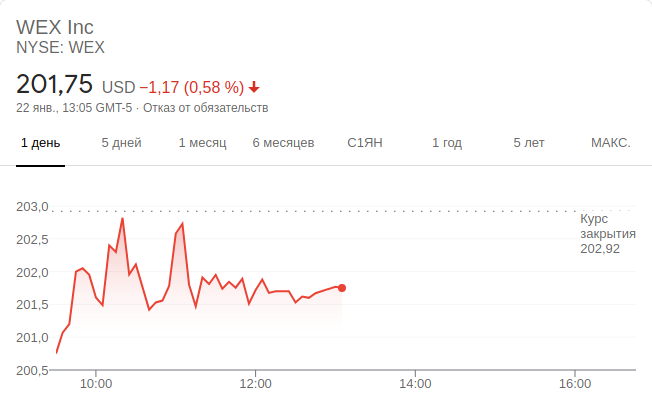 WEX Inc
NYSE: WEX
201,75 USD −1,17 (0,58 %)
22 янв., 13:05 GMT-5 · Отказ от обязательств
1 день 5 дней 1 месяц 6 месяцев С1ЯН 1 год 5 лет МАКС.
203,0
Курс
закрытия
202,92
202,5
202,0
201,5
201,0
200,5
10:00 12:00 14:00 16:00